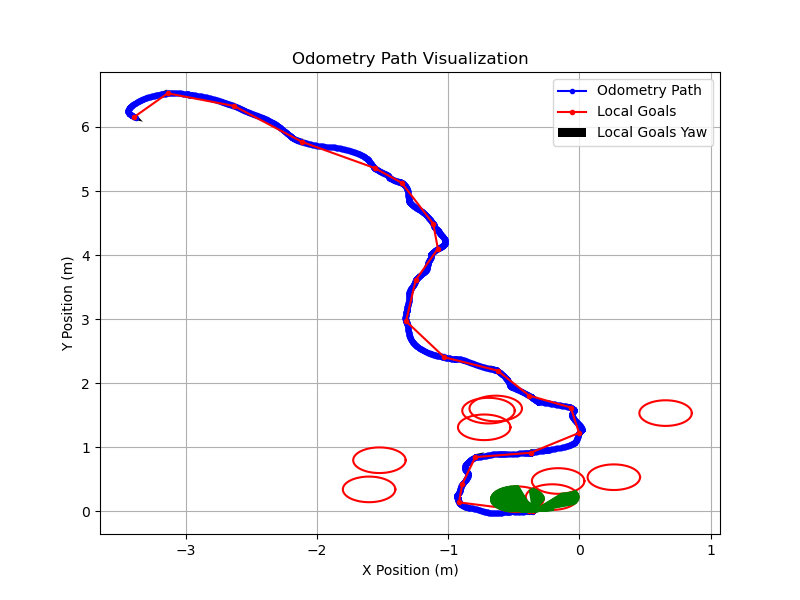 Odometry Path Visualization
Odometry Path
Local Goals
Local Goals Yaw
Y Position (m)
6
5
4
3
2
1
0
−3
−2
−1
0
1
X Position (m)